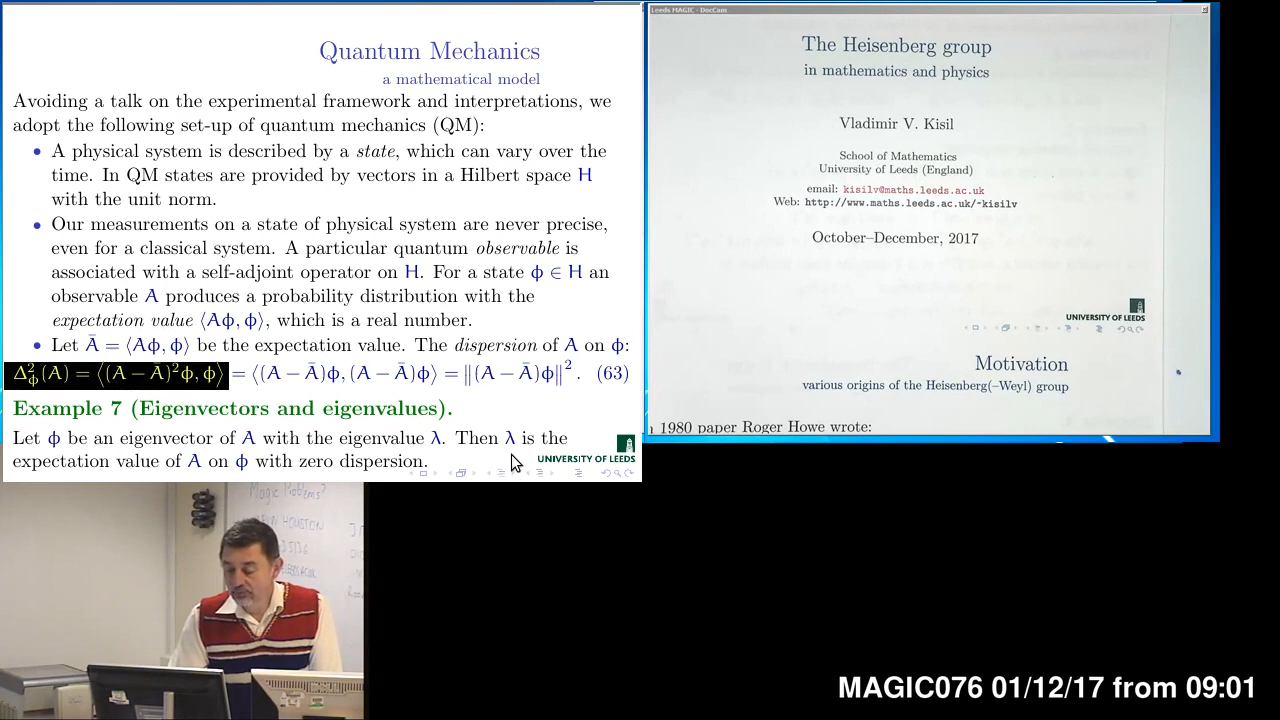 Quantum Mechanics
a mathematical model
Avoiding a talk on the experimental framework and interpretations, we
adopt the following set-up of quantum mechanics (QM):
• A physical system is described by a state, which can vary over the
time. In QM states are provided by vectors in a Hilbert space H
with the unit norm.
• Our measurements on a state of physical system are never precise,
even for a classical system. A particular quantum observable is
associated with a self-adjoint operator on H. For a state ϕ ∈ H an
observable A produces a probability distribution with the
expectation value ⟨Aϕ, ϕ⟩, which is a real number.
• Let Ā = ⟨Aϕ, ϕ⟩ be the expectation value. The dispersion of A on ϕ:
Δ²ϕ(A) = ⟨(A − Ā)²ϕ, ϕ⟩ = ⟨(A − Ā)ϕ, (A − Ā)ϕ⟩ = ‖(A − Ā)ϕ‖². (63)
Example 7 (Eigenvectors and eigenvalues).
Let ϕ be an eigenvector of A with the eigenvalue λ. Then λ is the
expectation value of A on ϕ with zero dispersion.
UNIVERSITY OF LEEDS
Leeds MAGIC - DocCam
The Heisenberg group
in mathematics and physics
Vladimir V. Kisil
School of Mathematics
University of Leeds (England)
email: kisilv@maths.leeds.ac.uk
Web: http://www.maths.leeds.ac.uk/~kisilv
October–December, 2017
UNIVERSITY OF LEEDS
Motivation
various origins of the Heisenberg(–Weyl) group
1980 paper Roger Howe wrote:
Magic Problems?
HOUSTON
MAGIC076 01/12/17 from 09:01